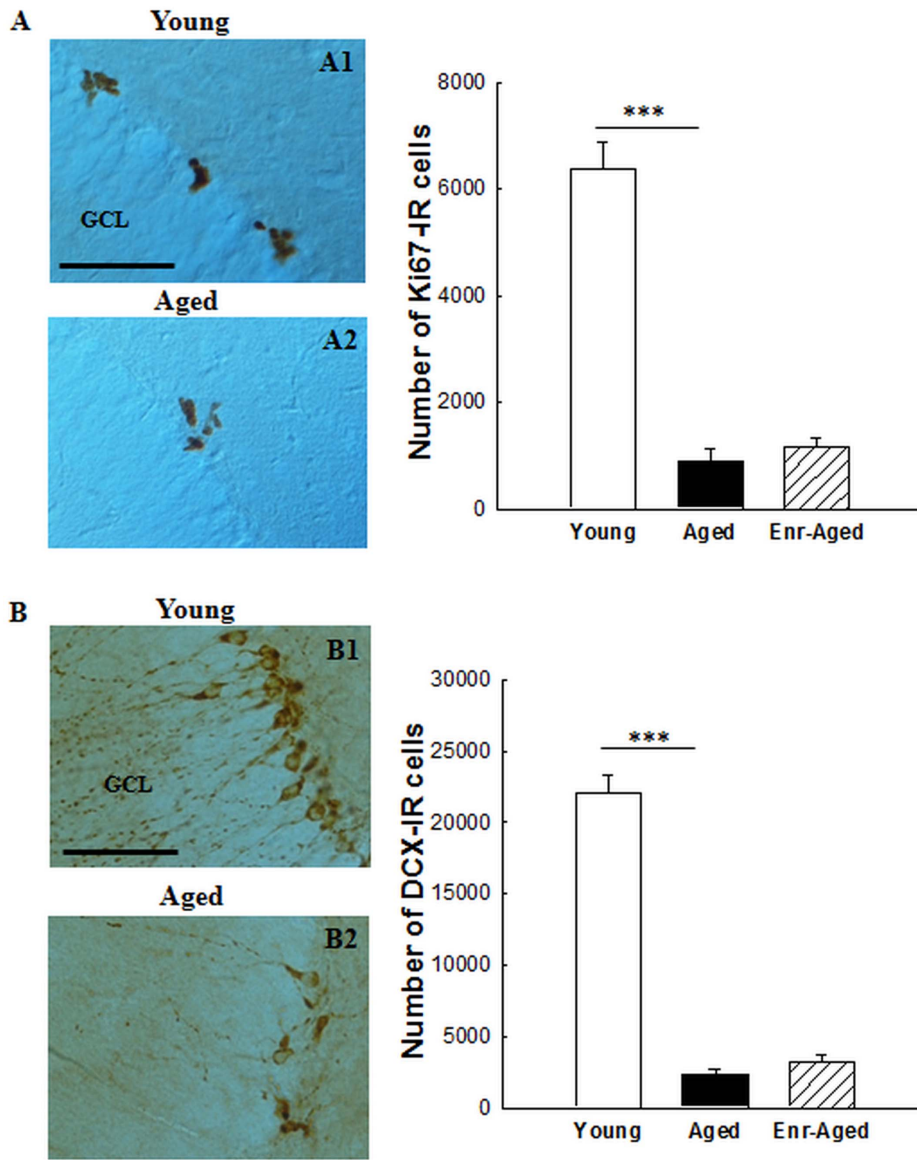 A
Young
A1
GCL
Aged
A2
Number of Ki67-IR cells
8000
6000
4000
2000
0
***
Young Aged Enr-Aged
B
Young
B1
GCL
Aged
B2
Number of DCX-IR cells
30000
25000
20000
15000
10000
5000
0
***
Young Aged Enr-Aged